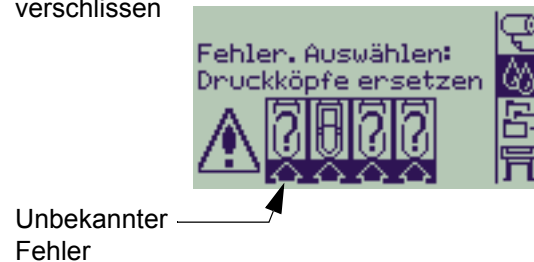 verschlissen
Fehler. Auswählen:
Druckköpfe ersetzen
? ? ? ?
Unbekannter
Fehler